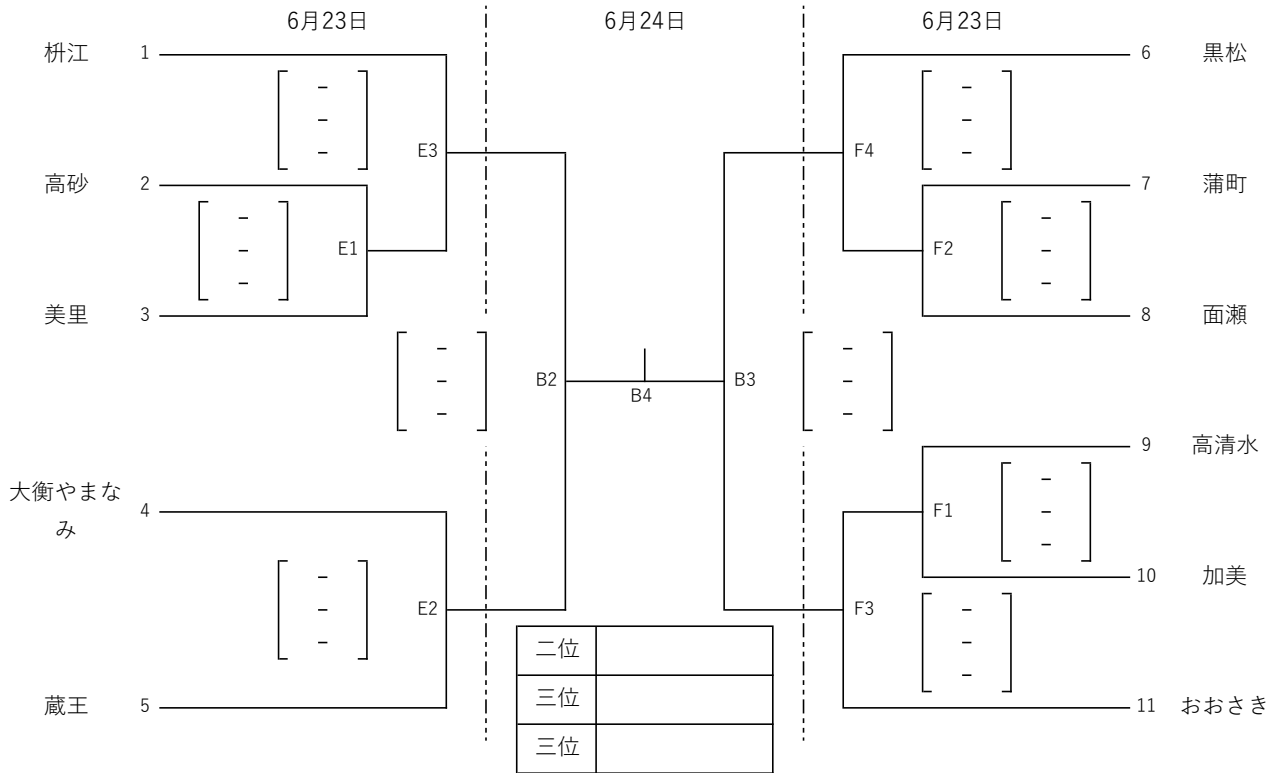 6月23日 6月24日 6月23日
枡江 1
- - -
E3
高砂 2
- - -
E1
美里 3
- - -
B2
大衡やまな
み
4
- - -
E2
蔵王 5
B4
6 黒松
- - -
F4
7 蒲町
- - -
F2
8 面瀬
- - -
B3
9 高清水
- - -
F1
10 加美
- - -
F3
11 おおさき
二位
三位
三位